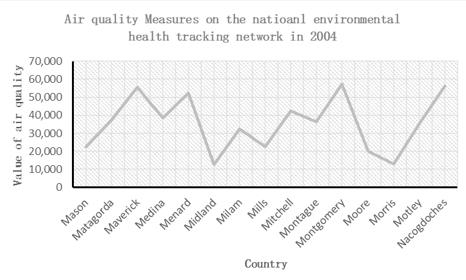 Air quality Measures on the natioanl environmental
health tracking network in 2004
Value of air quality
70,000
60,000
50,000
40,000
30,000
20,000
10,000
0
Mason
Matagorda
Maverick
Medina
Menard
Midland
Milam
Mills
Mitchell
Montague
Montgomery
Moore
Morris
Motley
Nacogdoches
Country